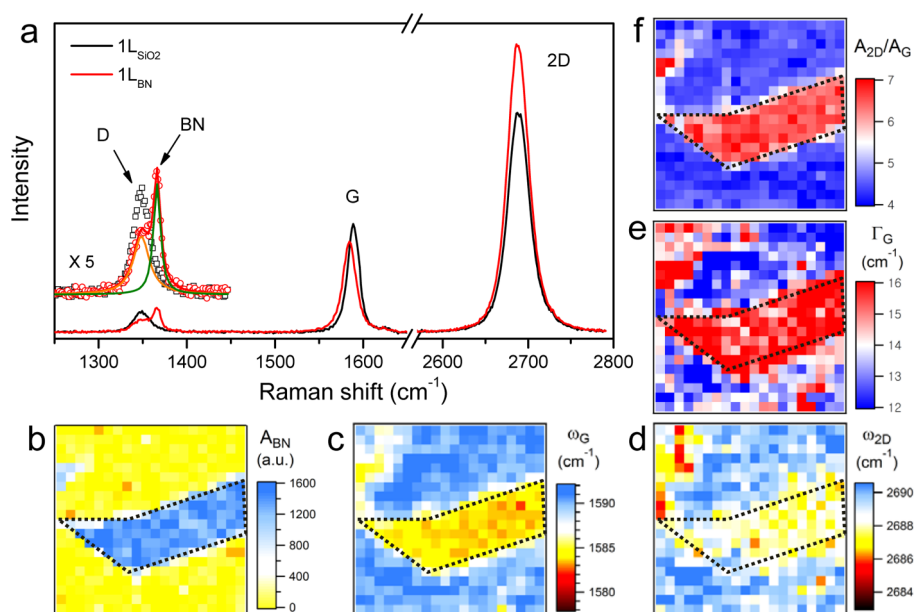 a
1L_SiO2
1L_BN
D
BN
G
2D
X 5
Intensity
1300 1400 1500 1600 2600 2700 2800
Raman shift (cm⁻¹)
f
A_2D/A_G
7
6
5
4
e
Γ_G
(cm⁻¹)
16
15
14
13
12
b
A_BN
(a.u.)
1600
1200
800
400
0
c
ω_G
(cm⁻¹)
1590
1585
1580
d
ω_2D
(cm⁻¹)
2690
2688
2686
2684